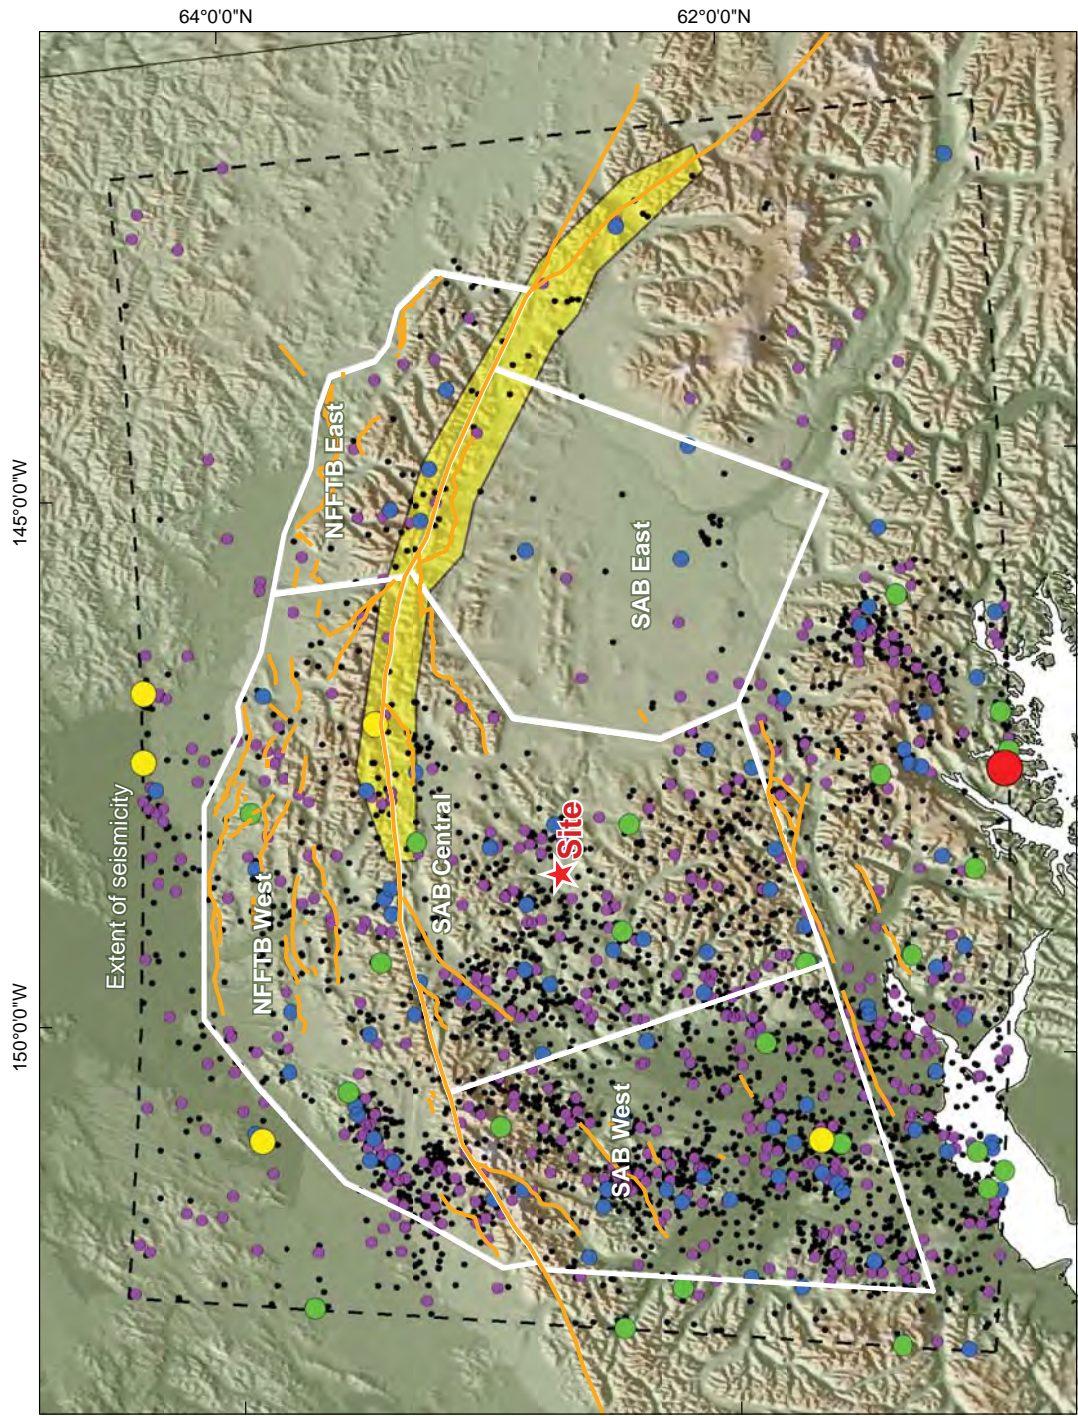 64°0'0"N
62°0'0"N
145°0'0"W
150°0'0"W
Extent of seismicity
NFFTB East
NFFTB West
SAB East
SAB Central
SAB West
Site